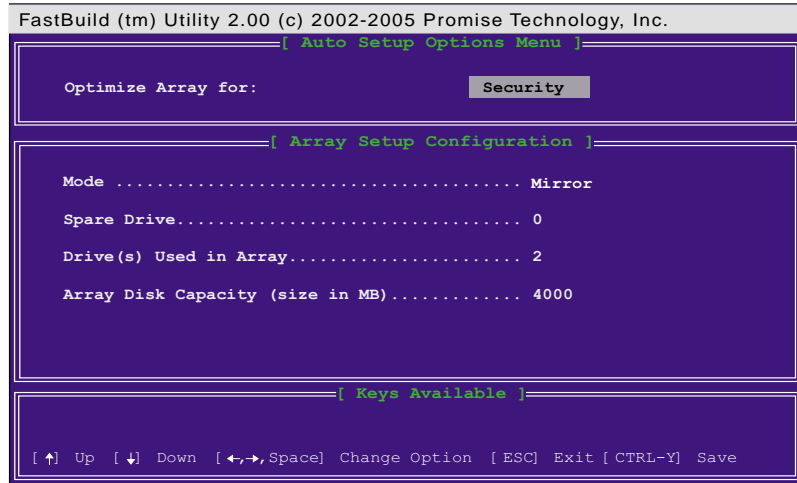 FastBuild (tm) Utility 2.00 (c) 2002-2005 Promise Technology, Inc.
[ Auto Setup Options Menu ]
Optimize Array for: Security
[ Array Setup Configuration ]
Mode ........................................ Mirror
Spare Drive.................................. 0
Drive(s) Used in Array....................... 2
Array Disk Capacity (size in MB)............. 4000
[ Keys Available ]
[↑] Up [↓] Down [←,→,Space] Change Option [ESC] Exit [CTRL-Y] Save